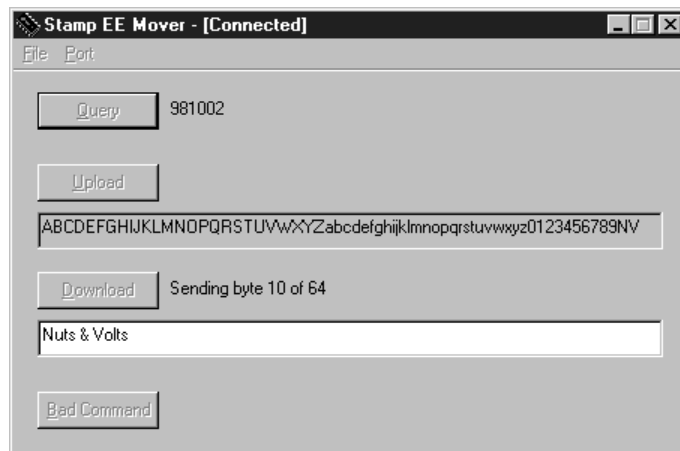 Stamp EE Mover - [Connected]
File Port
Query 981002
Upload
ABCDEFGHIJKLMNOPQRSTUVWXYZabcdefghijklmnopqrstuvwxyz0123456789NV
Download Sending byte 10 of 64
Nuts & Volts
Bad Command